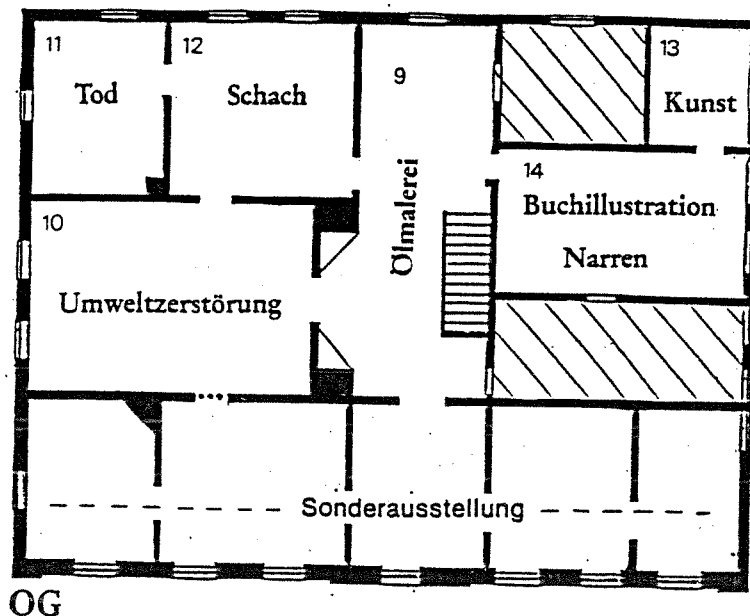 11
Tod
12
Schach
9
Ölmalerei
13
Kunst
14
Buchillustration
Narren
10
Umweltzerstörung
Sonderausstellung
OG